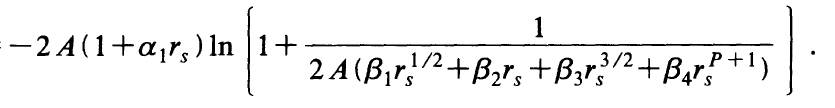 = −2A(1+α₁rₛ) ln [1 + 1 / (2A(β₁rₛ^{1/2}+β₂rₛ+β₃rₛ^{3/2}+β₄rₛ^{P+1}))] .